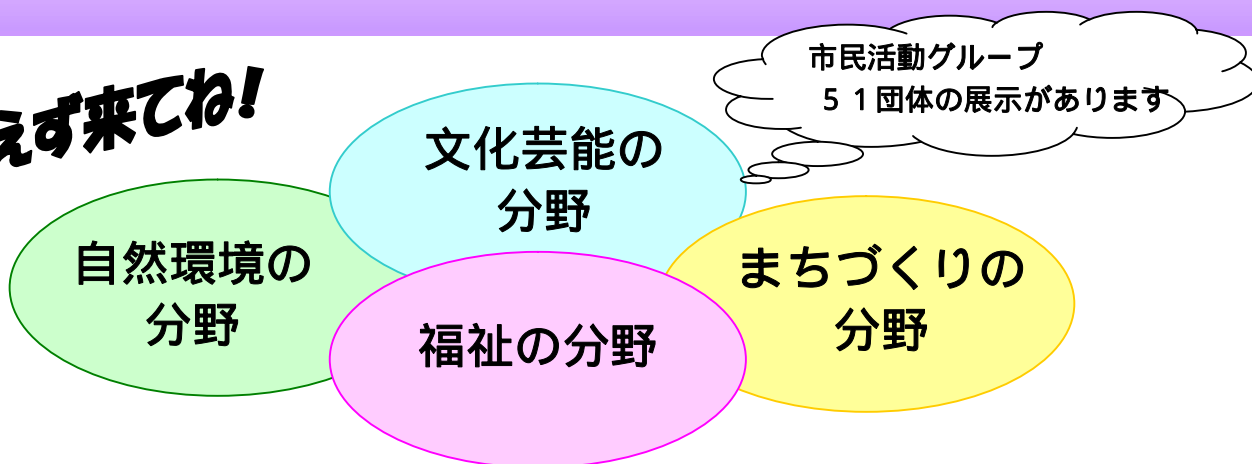 えず来てね!
市民活動グループ
５１団体の展示があります
文化芸能の
分野
自然環境の
分野
まちづくりの
分野
福祉の分野